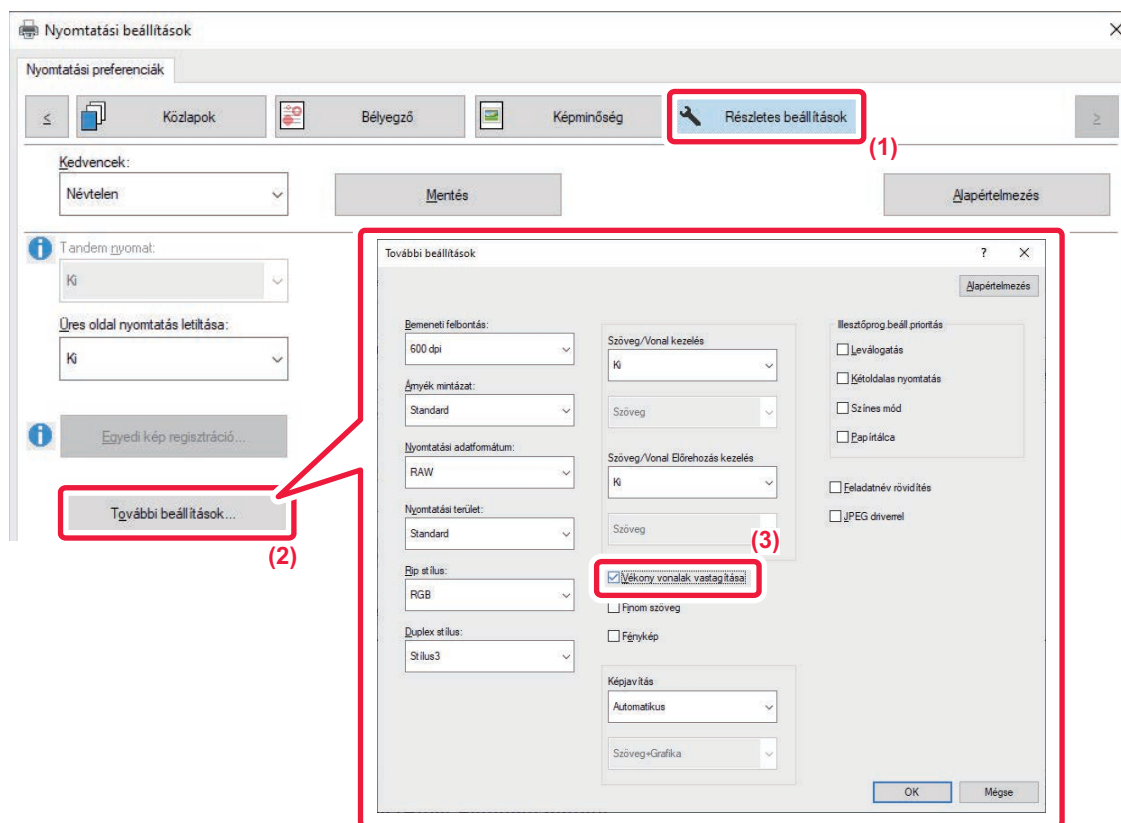 Nyomtatási beállítások
Nyomtatási preferenciák
<
Közlapok
Bélyegző
Képminőség
Részletes beállítások
>
(1)
Kedvencek:
Névtelen
Mentés
Alapértelmezés
Tandem nyomat:
Ki
Üres oldal nyomtatás letiltása:
Ki
Egyedi kép regisztráció...
További beállítások...
(2)
További beállítások
?
Alapértelmezés
Bemeneti felbontás:
600 dpi
Árnyék mintázat:
Standard
Nyomtatási adatformátum:
RAW
Nyomtatási terület:
Standard
Rip stílus:
RGB
Duplex stílus:
Stílus3
Szöveg/Vonal kezelés
Ki
Szöveg
Szöveg/Vonal Előrehozás kezelés
Ki
Szöveg
(3)
Vékony vonalak vastagítása
Finom szöveg
Fénykép
Képjavítás
Automatikus
Szöveg+Grafika
Illesztőprog.beáll.prioritás
Leválogatás
Kétoldalas nyomtatás
Színes mód
Papírtálca
Feladatnév rövidítés
JPEG driverrel
OK
Mégse